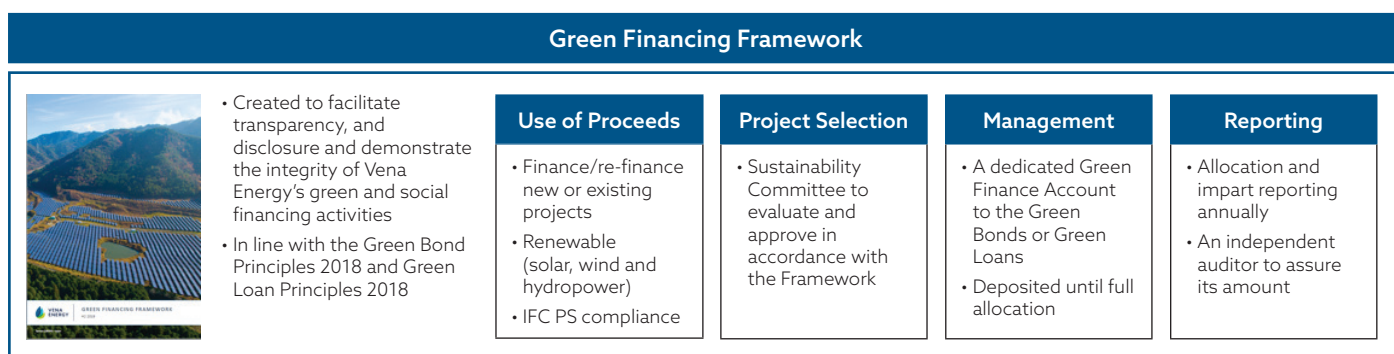 Green Financing Framework
• Created to facilitate
transparency, and
disclosure and demonstrate
the integrity of Vena
Energy's green and social
financing activities
• In line with the Green Bond
Principles 2018 and Green
Loan Principles 2018
VENA
ENERGY
GREEN FINANCING FRAMEWORK
Use of Proceeds
• Finance/re-finance
new or existing
projects
• Renewable
(solar, wind and
hydropower)
• IFC PS compliance
Project Selection
• Sustainability
Committee to
evaluate and
approve in
accordance with
the Framework
Management
• A dedicated Green
Finance Account
to the Green
Bonds or Green
Loans
• Deposited until full
allocation
Reporting
• Allocation and
impart reporting
annually
• An independent
auditor to assure
its amount